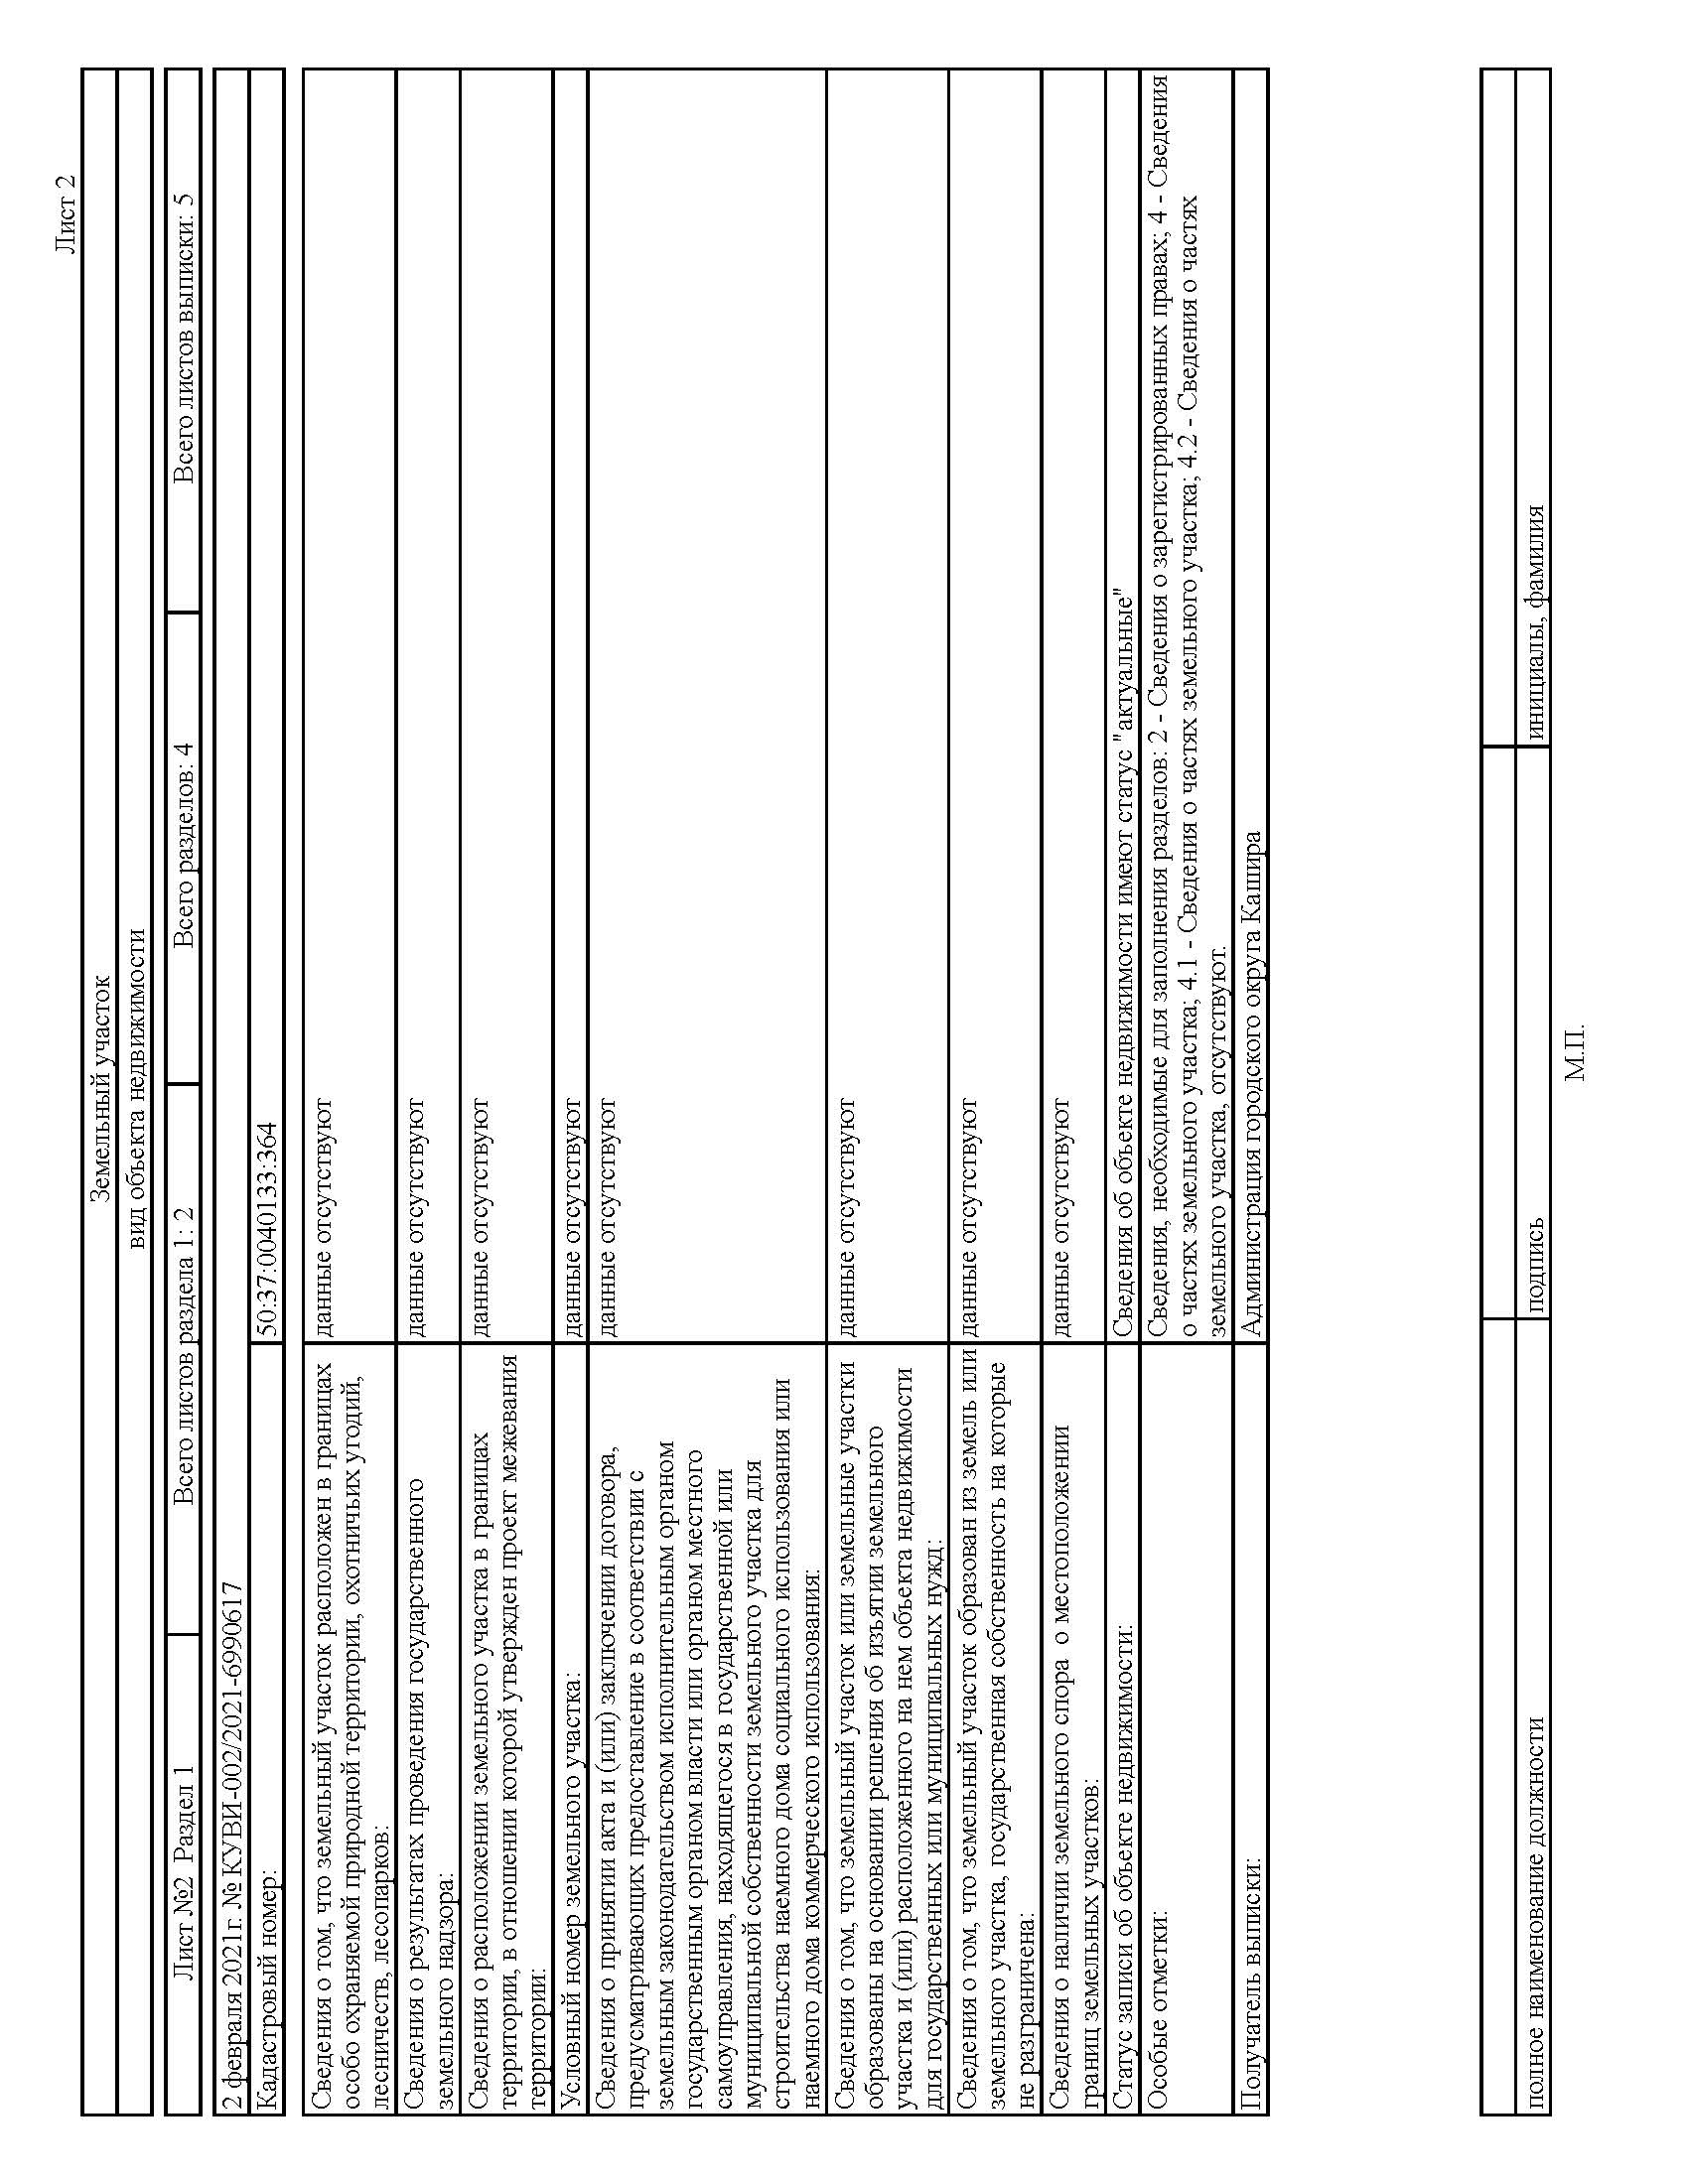 Лист 2
Земельный участок
вид объекта недвижимости
Лист №2 Раздел 1
Всего листов раздела 1: 2
Всего разделов: 4
Всего листов выписки: 5
2 февраля 2021г. № КУВИ-002/2021-6990617
Кадастровый номер:
50:37:0040133:364
Сведения о том, что земельный участок расположен в границах
особо охраняемой природной территории, охотничьих угодий,
лесничеств, лесопарков:
данные отсутствуют
Сведения о результатах проведения государственного
земельного надзора:
данные отсутствуют
Сведения о расположении земельного участка в границах
территории, в отношении которой утвержден проект межевания
территории:
данные отсутствуют
Условный номер земельного участка:
данные отсутствуют
Сведения о принятии акта и (или) заключении договора,
предусматривающих предоставление в соответствии с
земельным законодательством исполнительным органом
государственным органом власти или органом местного
самоуправления, находящегося в государственной или
муниципальной собственности земельного участка для
строительства наемного дома социального использования или
наемного дома коммерческого использования:
данные отсутствуют
Сведения о том, что земельный участок или земельные участки
образованы на основании решения об изъятии земельного
участка и (или) расположенного на нем объекта недвижимости
для государственных или муниципальных нужд:
данные отсутствуют
Сведения о том, что земельный участок образован из земель или
земельного участка, государственная собственность на которые
не разграничена:
данные отсутствуют
Сведения о наличии земельного спора о местоположении
границ земельных участков:
данные отсутствуют
Статус записи об объекте недвижимости:
Сведения об объекте недвижимости имеют статус "актуальные"
Особые отметки:
Сведения, необходимые для заполнения разделов: 2 - Сведения о зарегистрированных правах; 4 - Сведения
о частях земельного участка; 4.1 - Сведения о частях земельного участка; 4.2 - Сведения о частях
земельного участка, отсутствуют.
Получатель выписки:
Администрация городского округа Кашира
полное наименование должности
подпись
инициалы, фамилия
М.П.